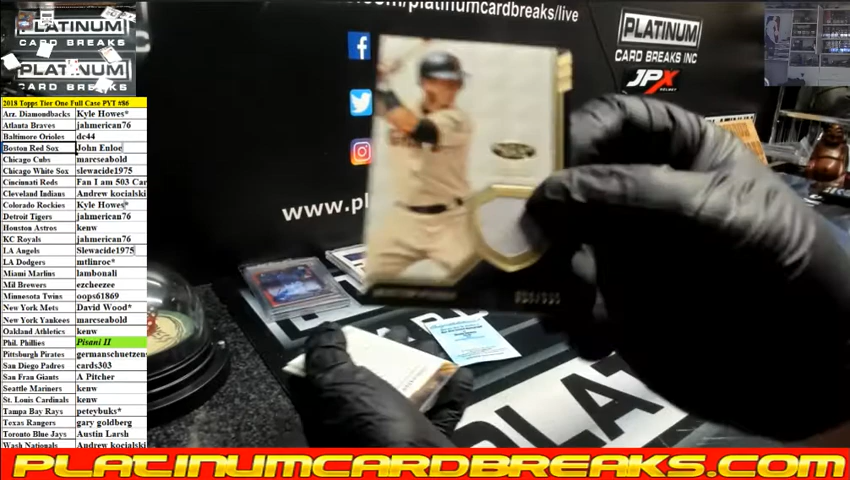 platinumcardbreaks/live
PLATINUM
CARD BREAKS
PLATINUM
CARD BREAKS
PLATINUM
CARD BREAKS INC
JPX
www.pl
2018 Topps Tier One Full Case PYT #86
Arz. Diamondbacks Kyle Howes*
Atlanta Braves jahmerican76
Baltimore Orioles dc44
Boston Red Sox John Enloe
Chicago Cubs marcseabold
Chicago White Sox slewacide1975
Cincinnati Reds Fan I am 503 Car
Cleveland Indians Andrew kocialski
Colorado Rockies Kyle Howes*
Detroit Tigers jahmerican76
Houston Astros kenw
KC Royals jahmerican76
LA Angels Slewacide1975
LA Dodgers mtlinroc*
Miami Marlins lambonali
Mil Brewers ezcheezee
Minnesota Twins oops61869
New York Mets David Wood*
New York Yankees marcseabold
Oakland Athletics kenw
Phil. Phillies Pisani II
Pittsburgh Pirates germanschuetzen
San Diego Padres cards303
San Fran Giants A Pitcher
Seattle Mariners kenw
St. Louis Cardinals kenw
Tampa Bay Rays peteybuks*
Texas Rangers gary goldberg
Toronto Blue Jays Austin Larsh
Wash Nationals Andrew kocialski
PLAT
PLATINUMCARDBREAKS.COM